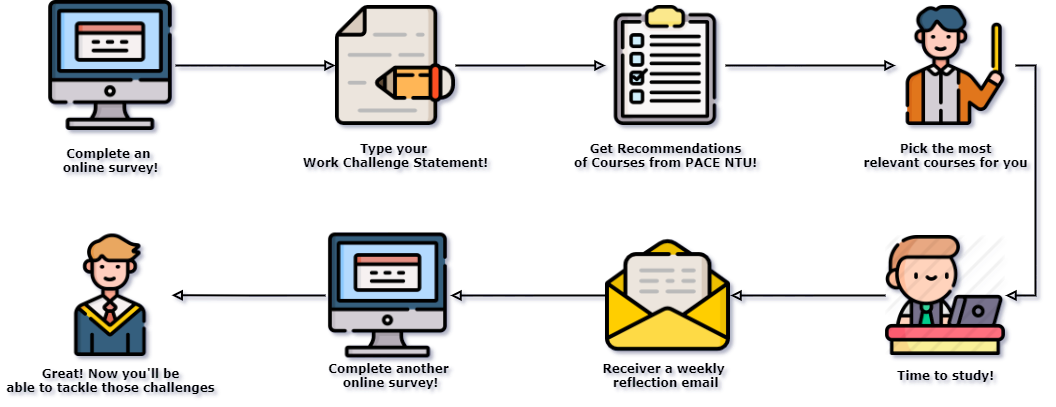 Complete an
online survey!
Type your
Work Challenge Statement!
Get Recommendations
of Courses from PACE NTU!
Pick the most
relevant courses for you
Time to study!
Receiver a weekly
reflection email
Complete another
online survey!
Great! Now you'll be
able to tackle those challenges